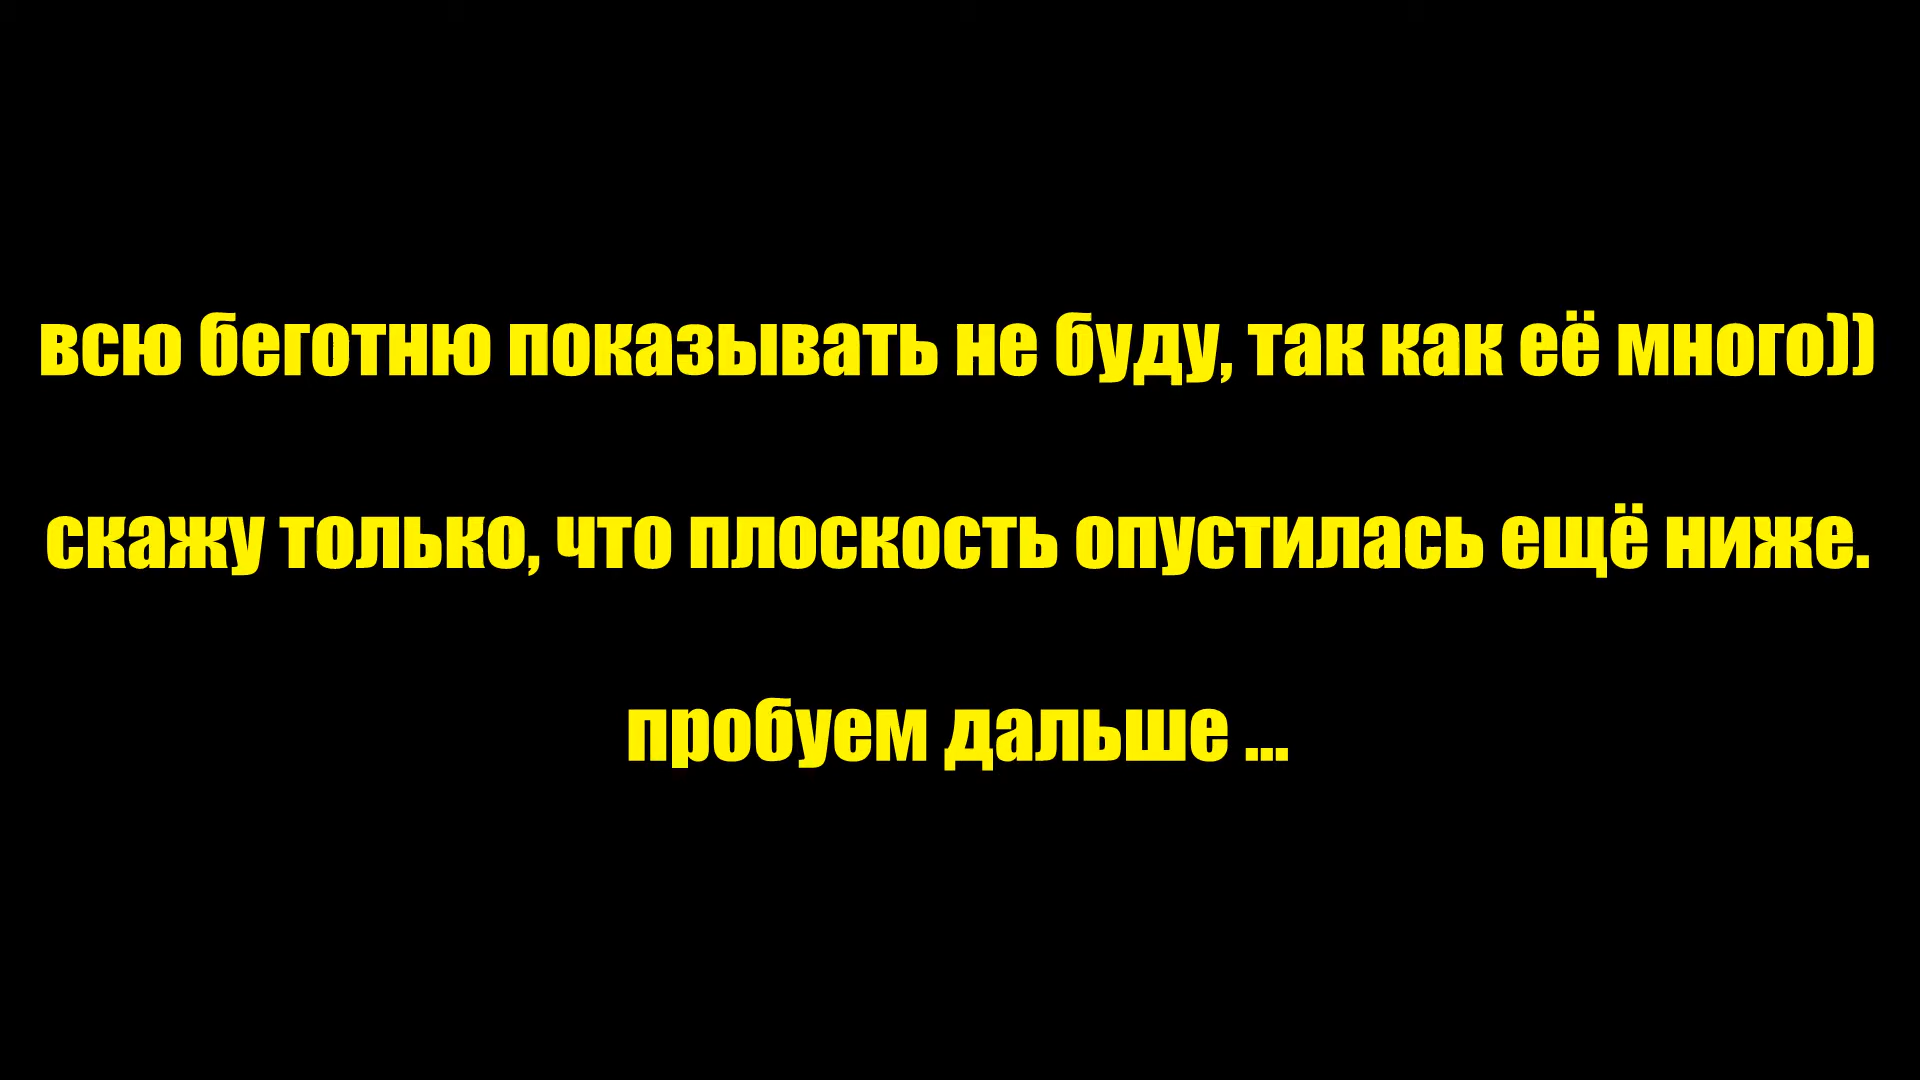 всю беготню показывать не буду, так как её много))
скажу только, что плоскость опустилась ещё ниже.
пробуем дальше ...